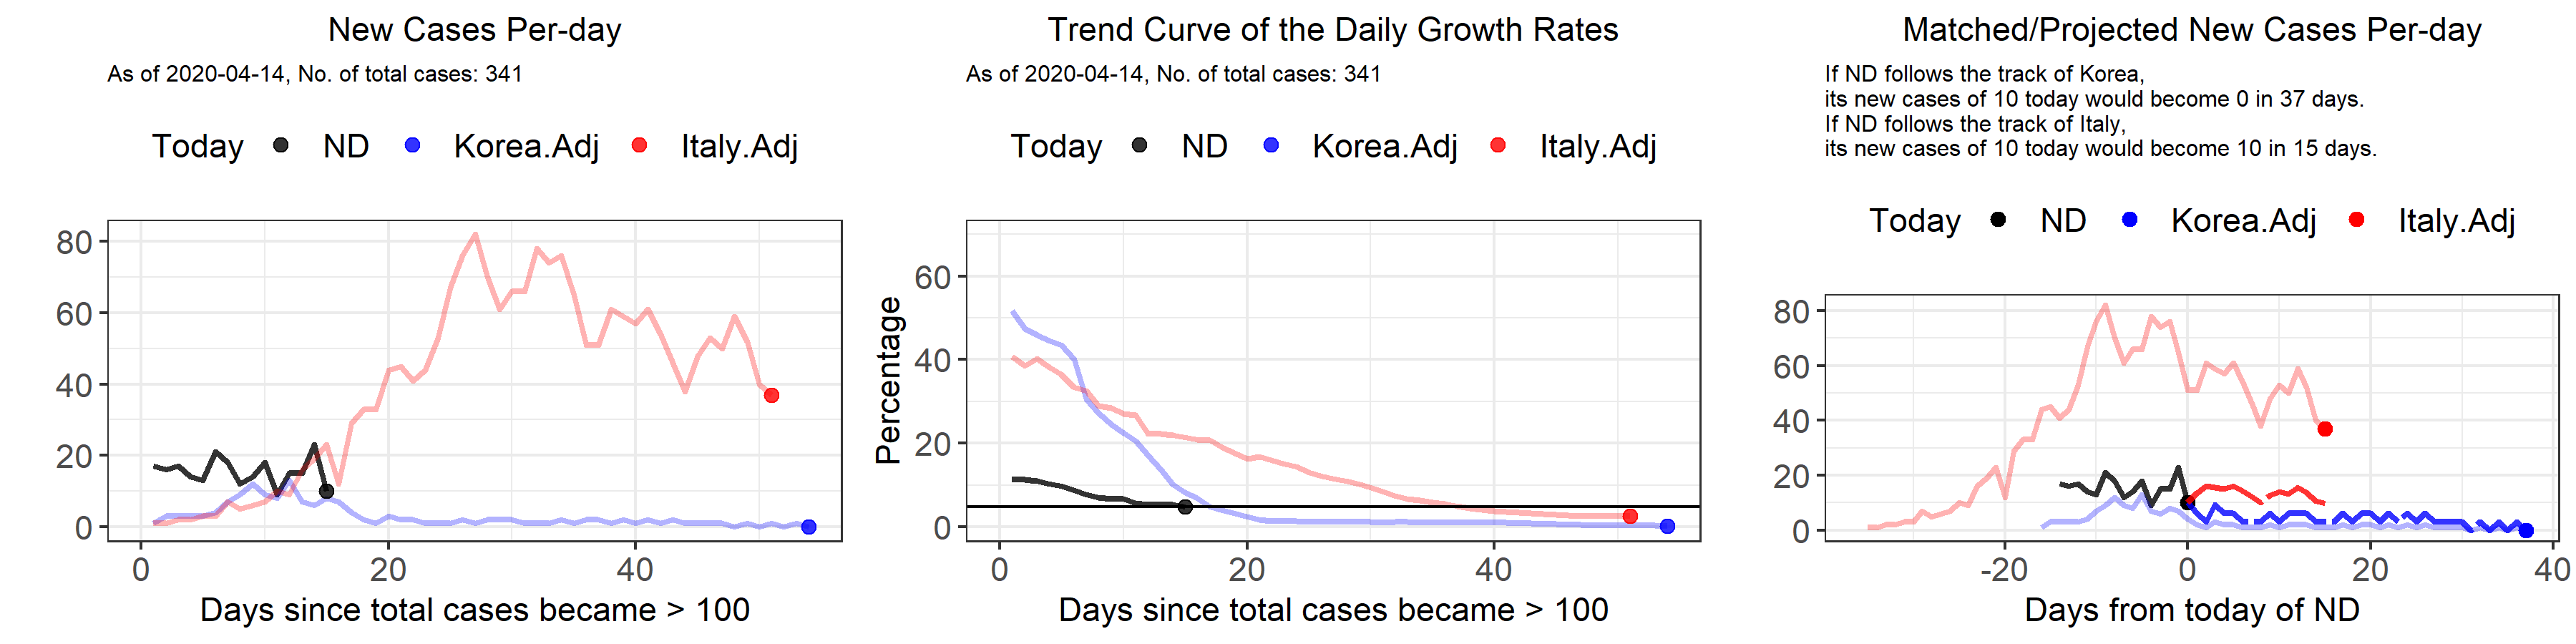 New Cases Per-day
As of 2020-04-14, No. of total cases: 341
Today ND Korea.Adj Italy.Adj
80
60
40
20
0
0 20 40
Days since total cases became > 100
Trend Curve of the Daily Growth Rates
As of 2020-04-14, No. of total cases: 341
Today ND Korea.Adj Italy.Adj
Percentage
60
40
20
0
0 20 40
Days since total cases became > 100
Matched/Projected New Cases Per-day
If ND follows the track of Korea,
its new cases of 10 today would become 0 in 37 days.
If ND follows the track of Italy,
its new cases of 10 today would become 10 in 15 days.
Today ND Korea.Adj Italy.Adj
80
60
40
20
0
-20 0 20 40
Days from today of ND